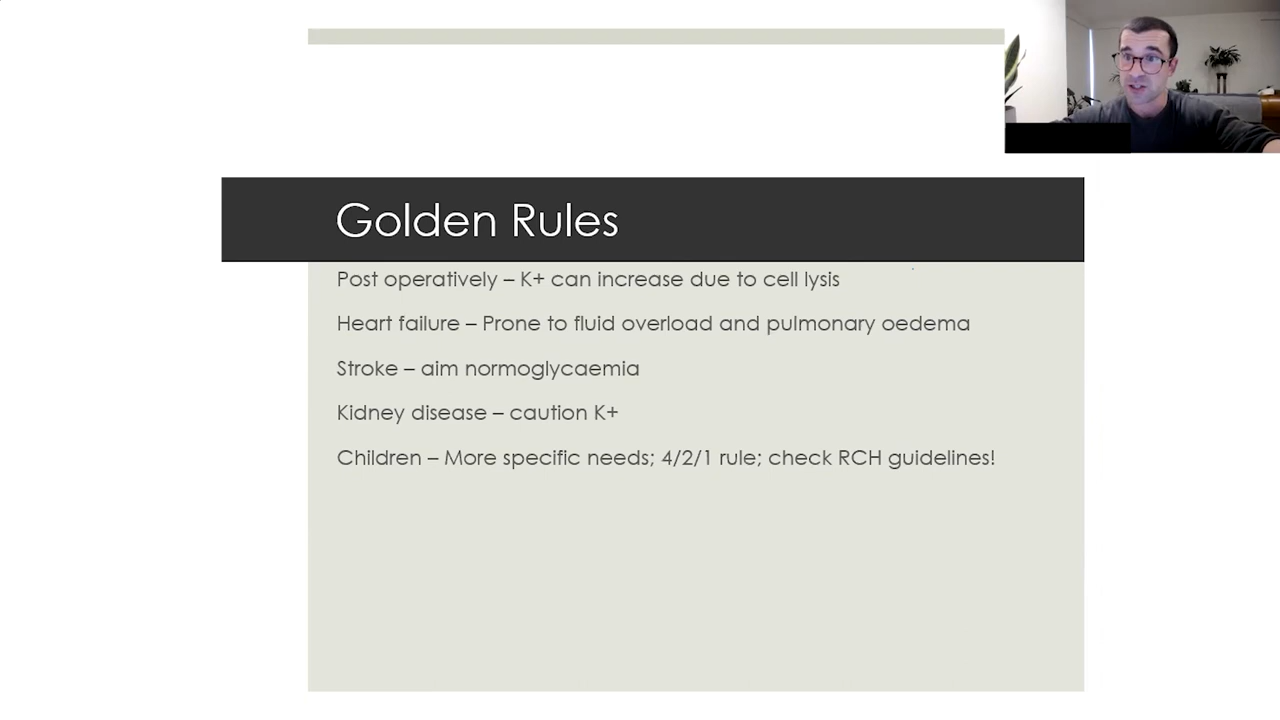 Golden Rules
Post operatively – K+ can increase due to cell lysis
Heart failure – Prone to fluid overload and pulmonary oedema
Stroke – aim normoglycaemia
Kidney disease – caution K+
Children – More specific needs; 4/2/1 rule; check RCH guidelines!